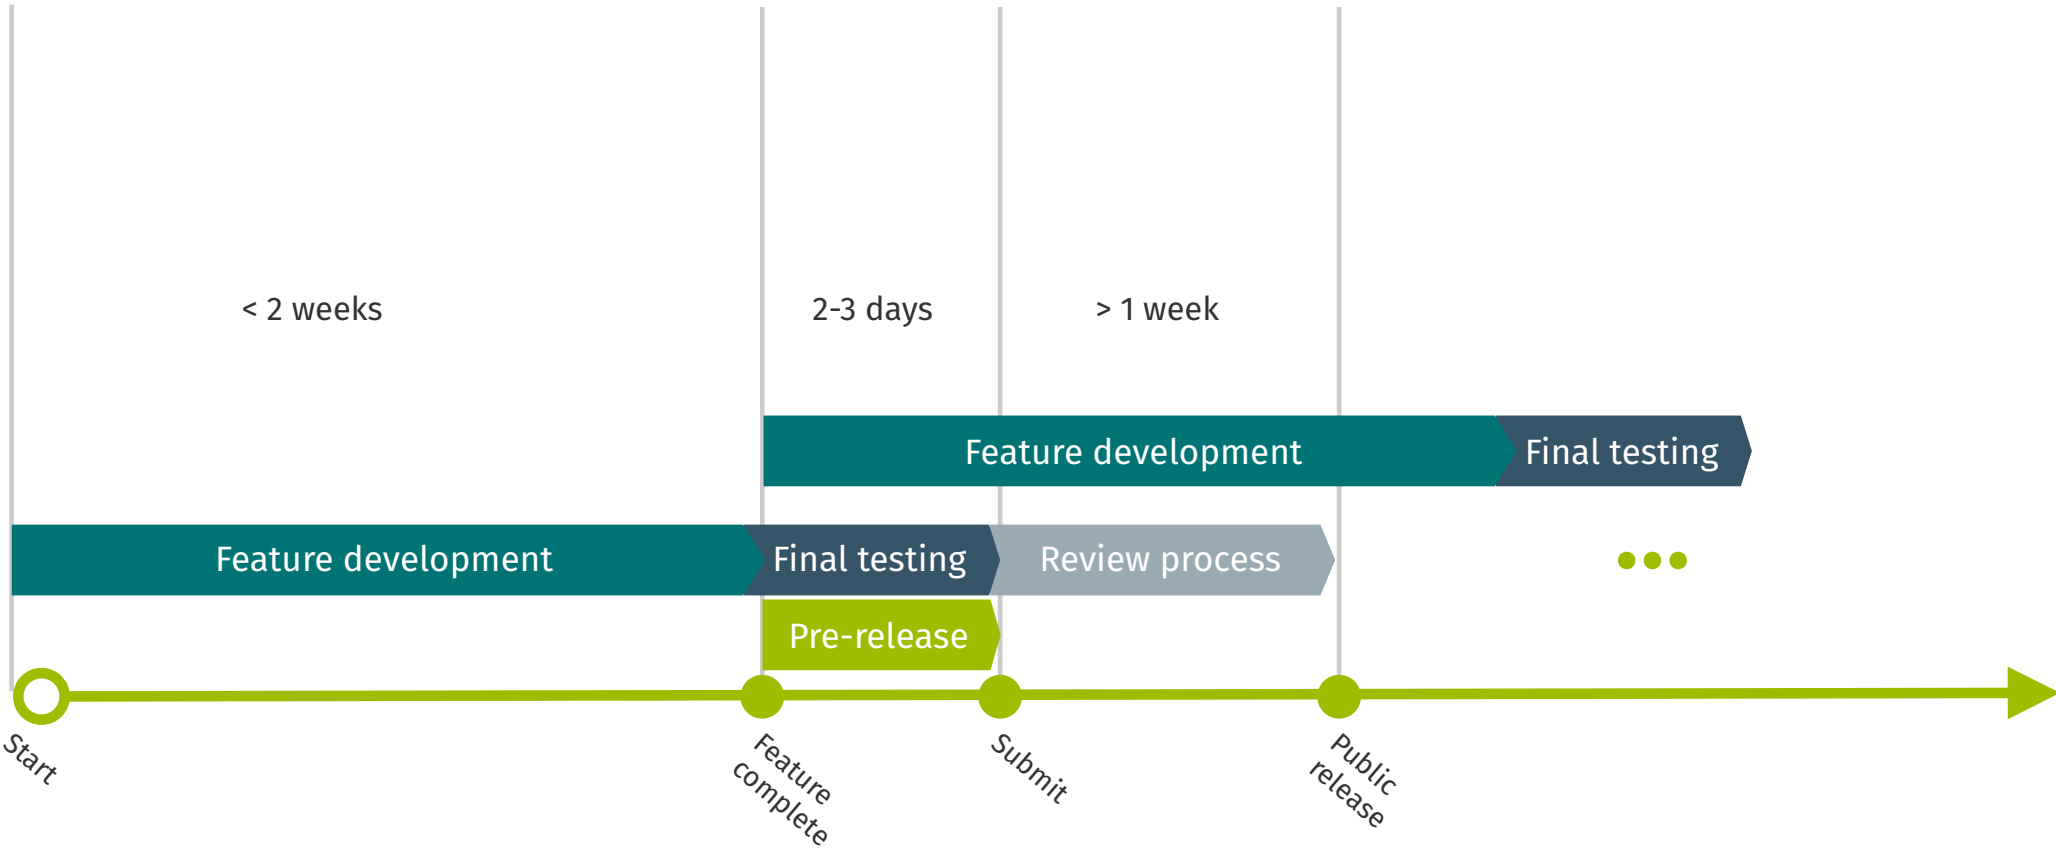 < 2 weeks
2-3 days
> 1 week
Feature development
Final testing
Feature development
Final testing
Review process
Pre-release
Start
Feature
complete
Submit
Public
release